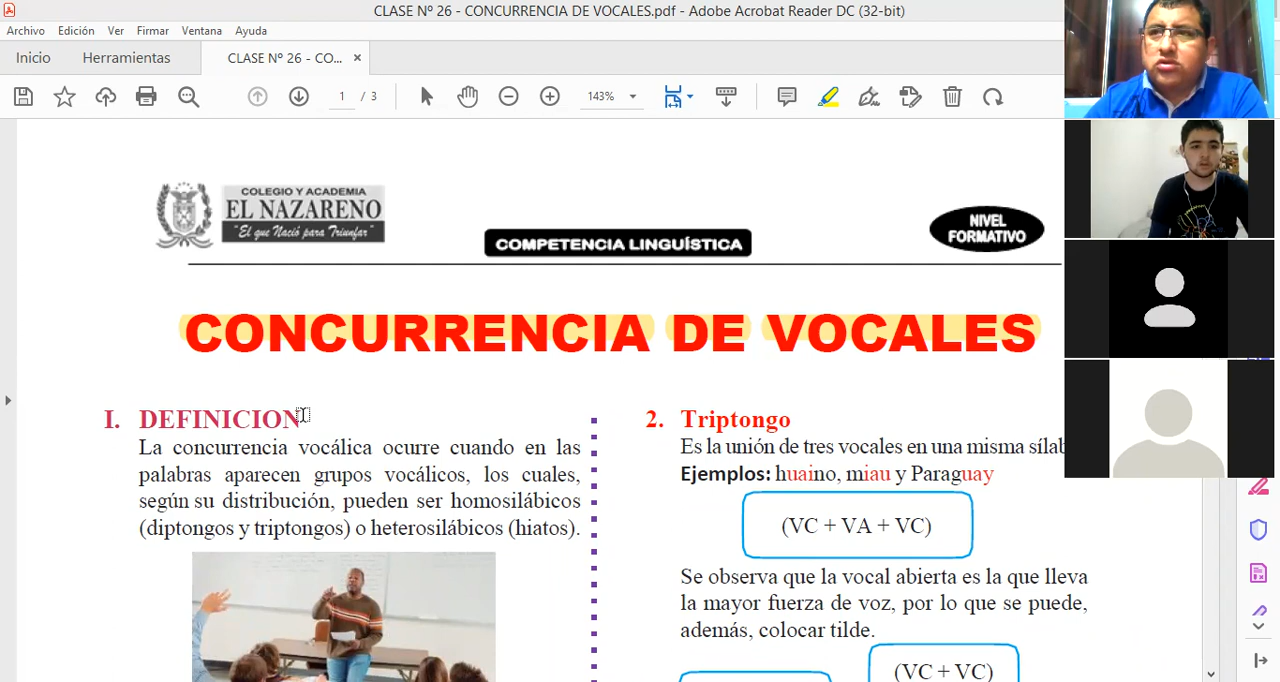 CLASE Nº 26 - CONCURRENCIA DE VOCALES.pdf - Adobe Acrobat Reader DC (32-bit)
Archivo Edición Ver Firmar Ventana Ayuda
Inicio Herramientas CLASE Nº 26 - CO... ×
1 / 3 143%
COLEGIO Y ACADEMIA
EL NAZARENO
"El que Nació para Triunfar"
COMPETENCIA LINGUÍSTICA
NIVEL
FORMATIVO
CONCURRENCIA DE VOCALES
I. DEFINICION
La concurrencia vocálica ocurre cuando en las
palabras aparecen grupos vocálicos, los cuales,
según su distribución, pueden ser homosilábicos
(diptongos y triptongos) o heterosilábicos (hiatos).
2. Triptongo
Es la unión de tres vocales en una misma sílab
Ejemplos: huaino, miau y Paraguay
(VC + VA + VC)
Se observa que la vocal abierta es la que lleva
la mayor fuerza de voz, por lo que se puede,
además, colocar tilde.
(VC + VC)